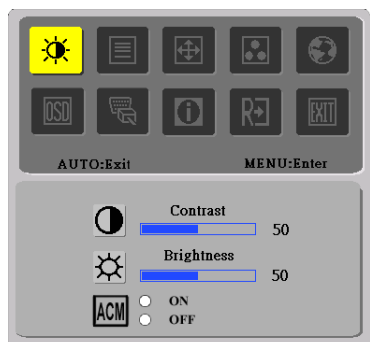 OSD R EXIT
AUTO:Exit MENU:Enter
Contrast
50
Brightness
50
ACM ON
OFF